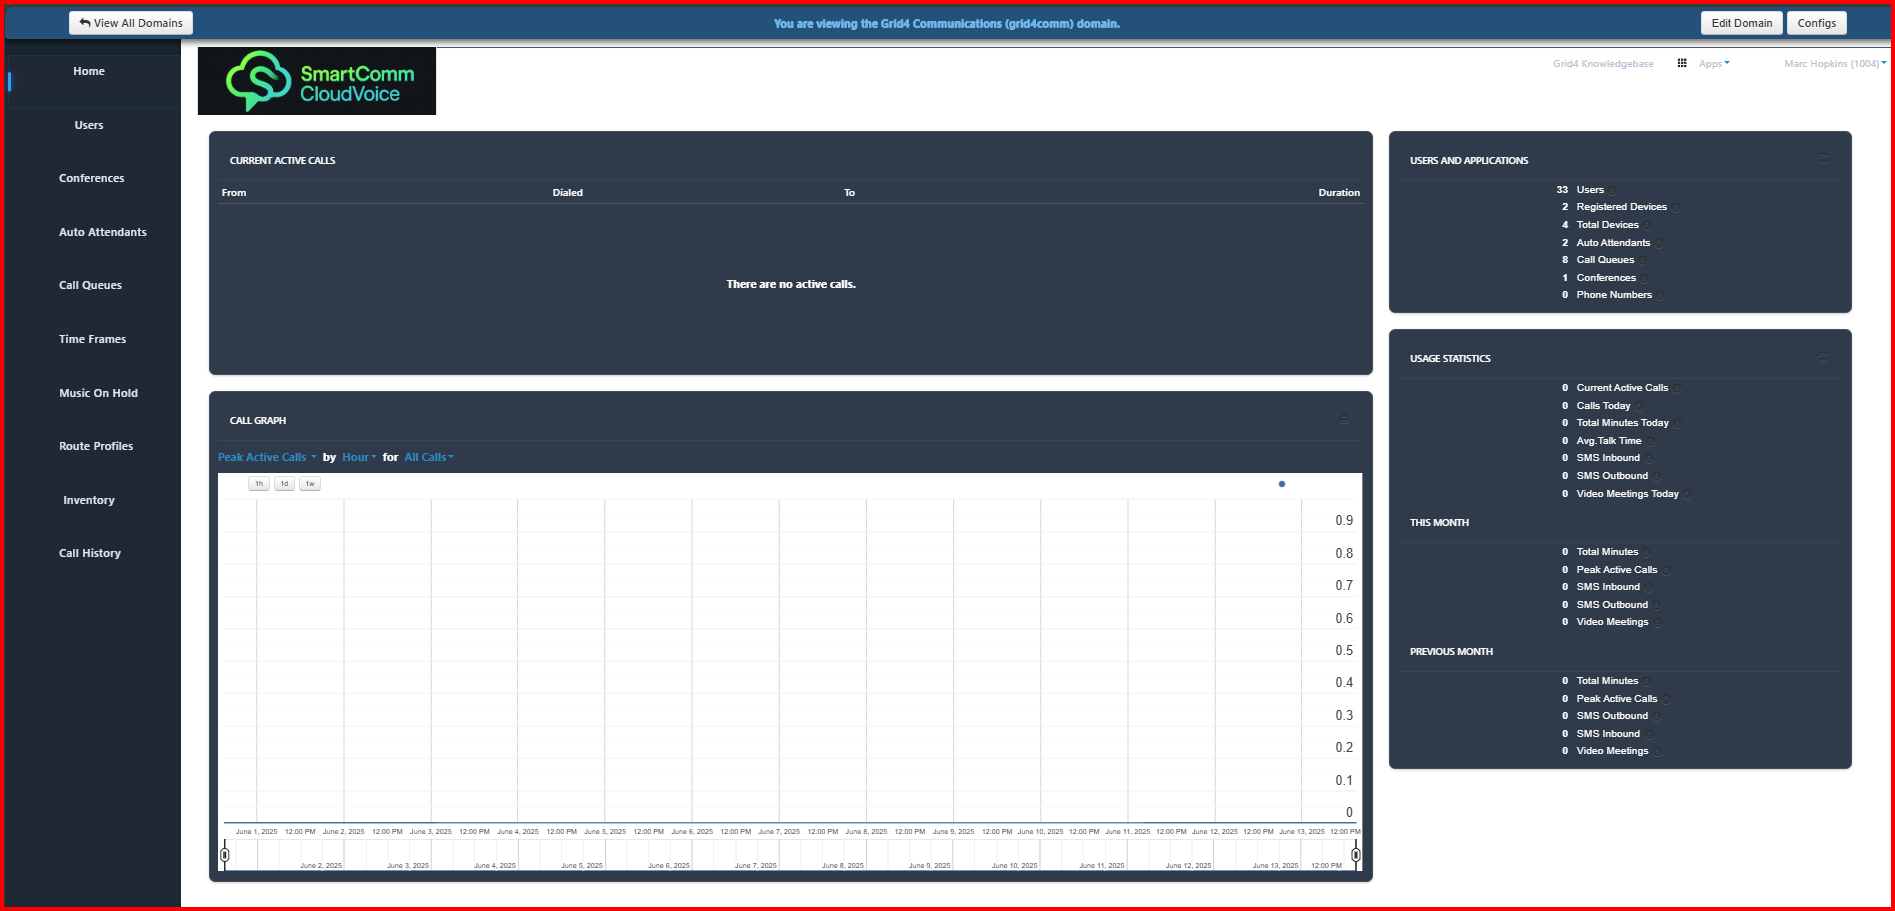 View All Domains
You are viewing the Grid4 Communications (grid4comm) domain.
Edit Domain
Configs
Home
Users
Conferences
Auto Attendants
Call Queues
Time Frames
Music On Hold
Route Profiles
Inventory
Call History
SmartComm
CloudVoice
Grid4 Knowledgebase
Apps
Marc Hopkins (1004)
CURRENT ACTIVE CALLS
From Dialed To Duration
There are no active calls.
CALL GRAPH
Peak Active Calls by Hour for All Calls
1h 1d 1w
0.9
0.8
0.7
0.6
0.5
0.4
0.3
0.2
0.1
0
June 1, 2025 12:00 PM June 2, 2025 12:00 PM June 3, 2025 12:00 PM June 4, 2025 12:00 PM June 5, 2025 12:00 PM June 6, 2025 12:00 PM June 7, 2025 12:00 PM June 8, 2025 12:00 PM June 9, 2025 12:00 PM June 10, 2025 12:00 PM June 11, 2025 12:00 PM June 12, 2025 12:00 PM June 13, 2025 12:00 PM
June 2, 2025 June 3, 2025 June 4, 2025 June 5, 2025 June 6, 2025 June 7, 2025 June 8, 2025 June 9, 2025 June 10, 2025 June 11, 2025 June 12, 2025 June 13, 2025 12:00 PM
USERS AND APPLICATIONS
33 Users
2 Registered Devices
4 Total Devices
2 Auto Attendants
8 Call Queues
1 Conferences
0 Phone Numbers
USAGE STATISTICS
0 Current Active Calls
0 Calls Today
0 Total Minutes Today
0 Avg.Talk Time
0 SMS Inbound
0 SMS Outbound
0 Video Meetings Today
THIS MONTH
0 Total Minutes
0 Peak Active Calls
0 SMS Inbound
0 SMS Outbound
0 Video Meetings
PREVIOUS MONTH
0 Total Minutes
0 Peak Active Calls
0 SMS Outbound
0 SMS Inbound
0 Video Meetings